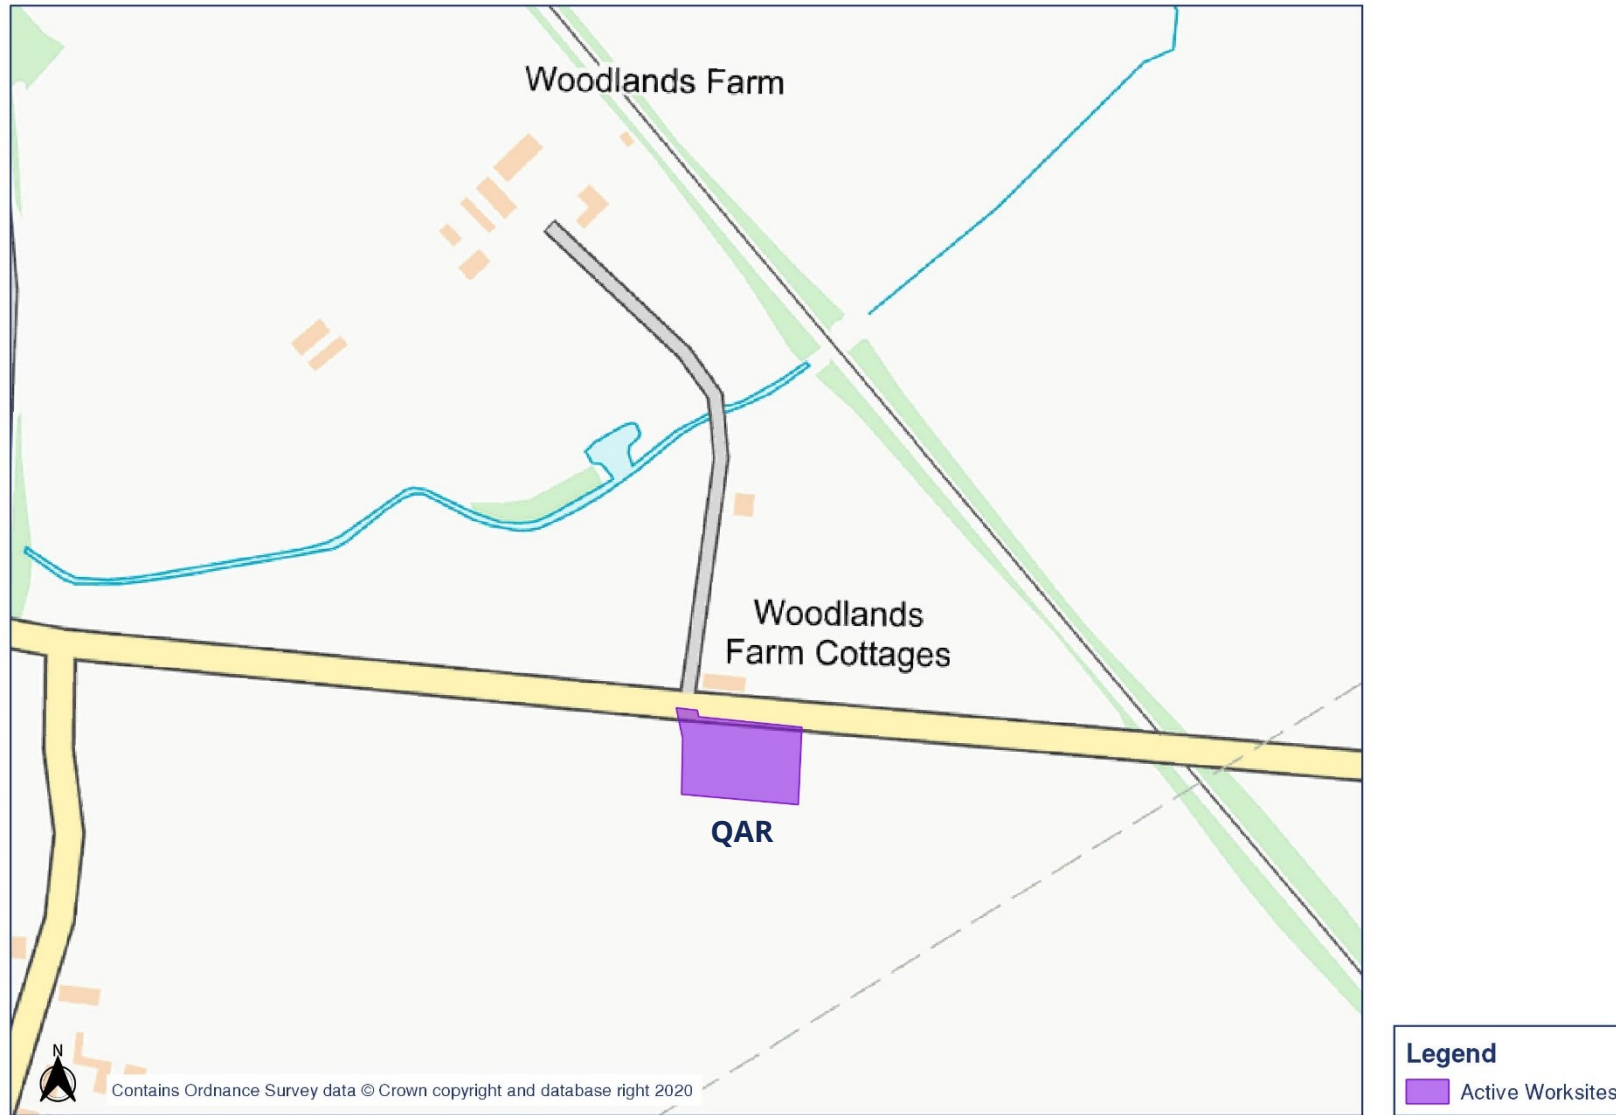 Woodlands Farm
Woodlands
Farm Cottages
QAR
N
Contains Ordnance Survey data © Crown copyright and database right 2020
Legend
Active Worksites